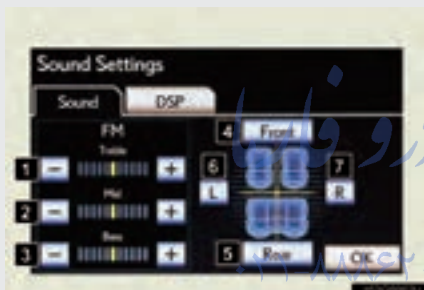 Sound Settings
Sound DSP
FM
Treble
1 − +
Mid
2 − +
Bass
3 − +
4 Front
6 7
L R
5 Rear
OK